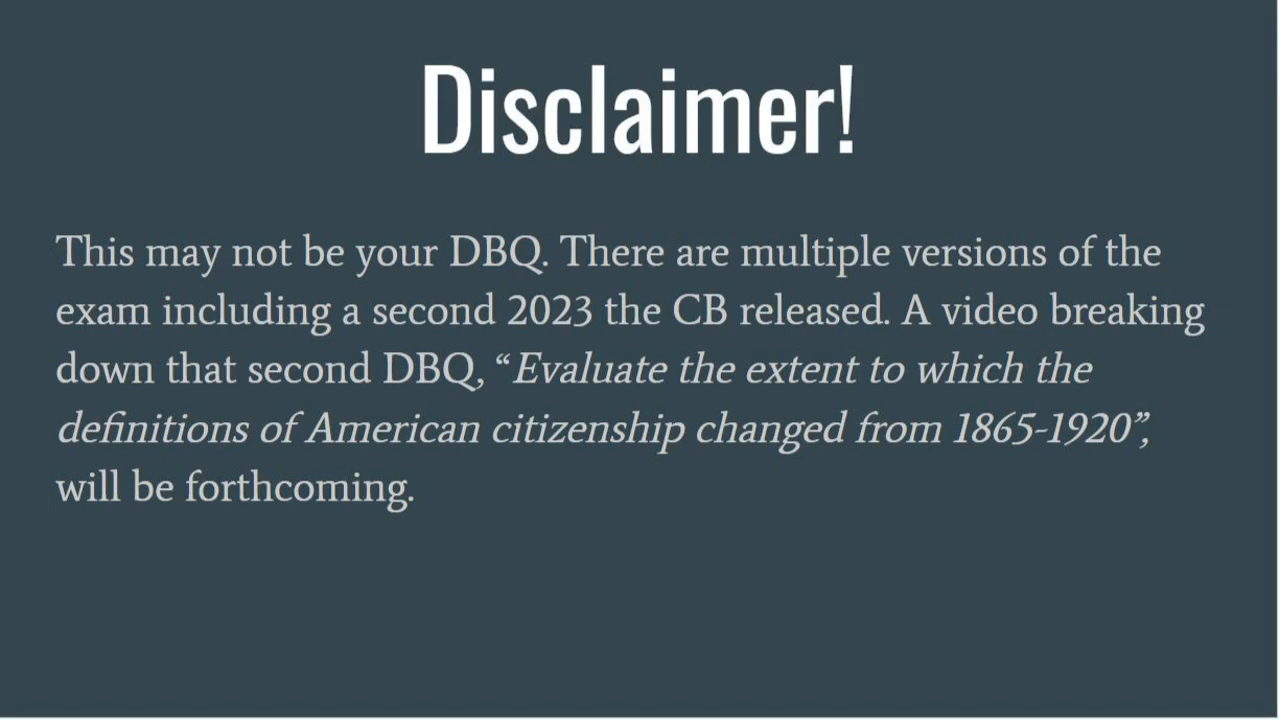 Disclaimer!
This may not be your DBQ. There are multiple versions of the
exam including a second 2023 the CB released. A video breaking
down that second DBQ, “Evaluate the extent to which the
definitions of American citizenship changed from 1865-1920”,
will be forthcoming.